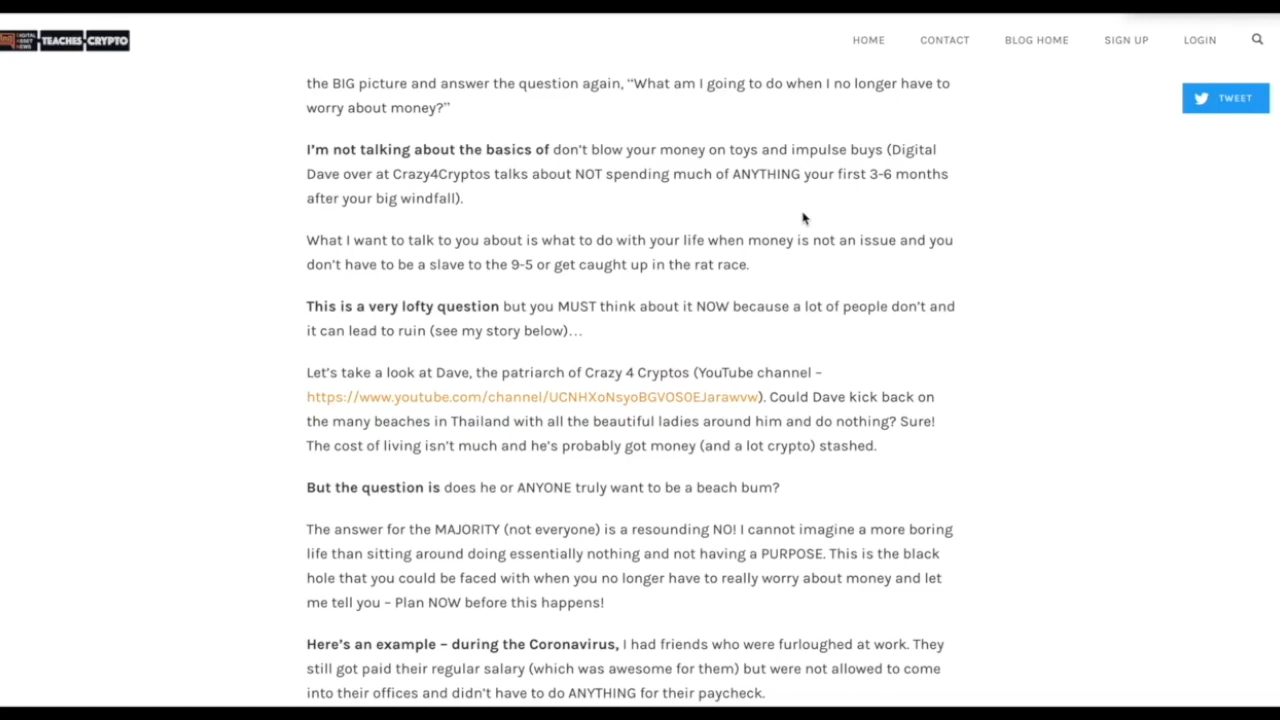 DIGITAL
ASSET
NEWS
TEACHES CRYPTO
HOME
CONTACT
BLOG HOME
SIGN UP
LOGIN
TWEET
the BIG picture and answer the question again, “What am I going to do when I no longer have to
worry about money?”
I’m not talking about the basics of don’t blow your money on toys and impulse buys (Digital
Dave over at Crazy4Cryptos talks about NOT spending much of ANYTHING your first 3-6 months
after your big windfall).
What I want to talk to you about is what to do with your life when money is not an issue and you
don’t have to be a slave to the 9-5 or get caught up in the rat race.
This is a very lofty question but you MUST think about it NOW because a lot of people don’t and
it can lead to ruin (see my story below)…
Let’s take a look at Dave, the patriarch of Crazy 4 Cryptos (YouTube channel –
https://www.youtube.com/channel/UCNHXoNsyoBGVOS0EJarawvw). Could Dave kick back on
the many beaches in Thailand with all the beautiful ladies around him and do nothing? Sure!
The cost of living isn’t much and he’s probably got money (and a lot crypto) stashed.
But the question is does he or ANYONE truly want to be a beach bum?
The answer for the MAJORITY (not everyone) is a resounding NO! I cannot imagine a more boring
life than sitting around doing essentially nothing and not having a PURPOSE. This is the black
hole that you could be faced with when you no longer have to really worry about money and let
me tell you – Plan NOW before this happens!
Here’s an example – during the Coronavirus, I had friends who were furloughed at work. They
still got paid their regular salary (which was awesome for them) but were not allowed to come
into their offices and didn’t have to do ANYTHING for their paycheck.